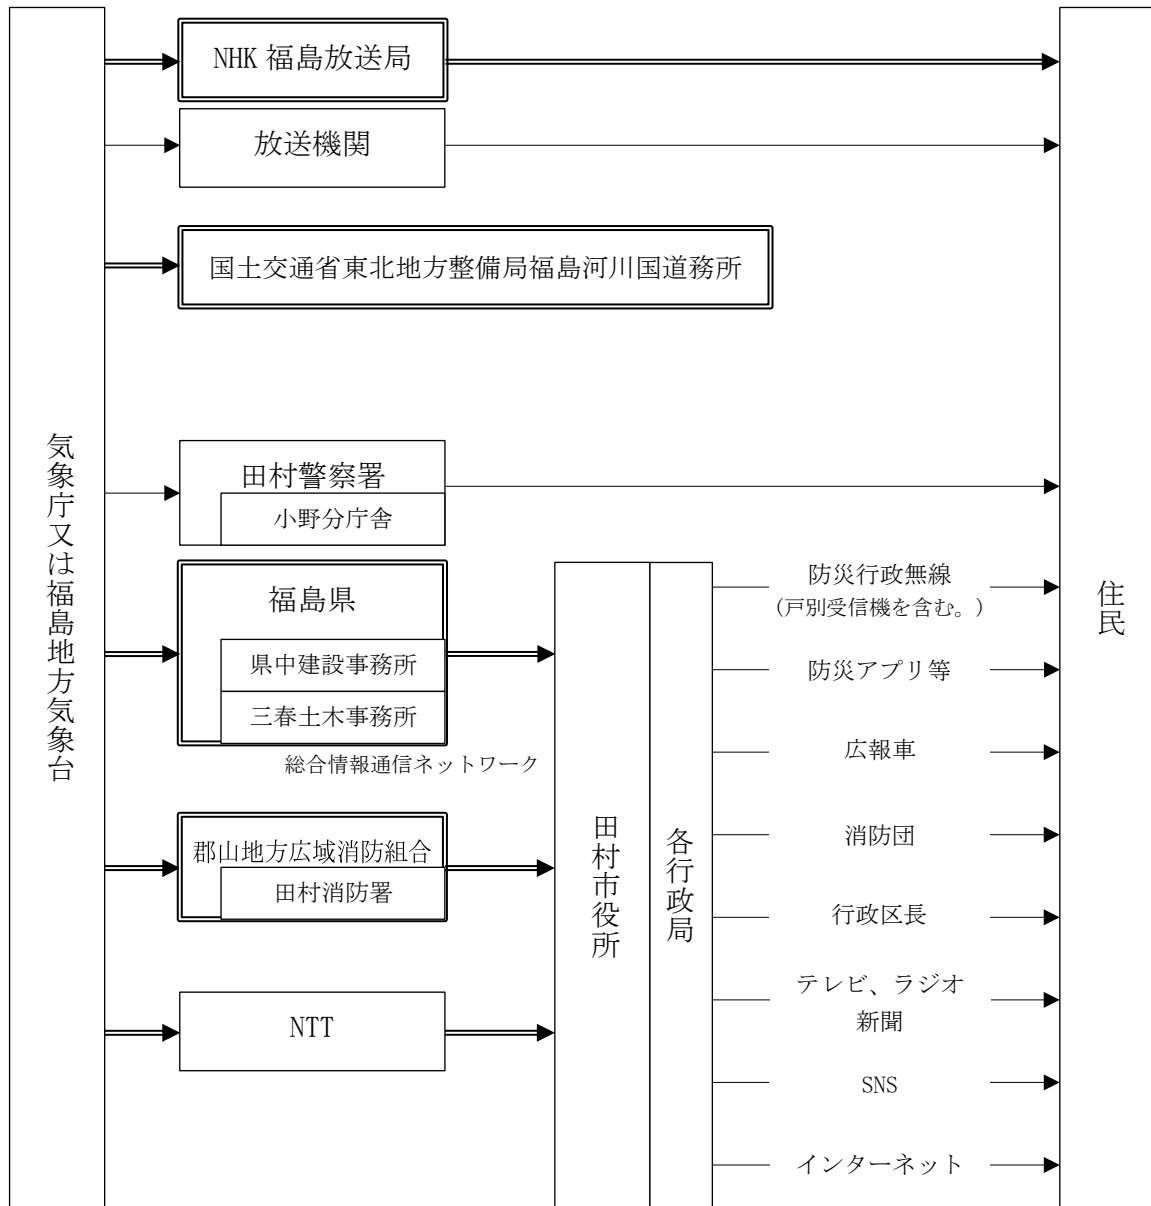 気象庁又は福島地方気象台
NHK 福島放送局
放送機関
国土交通省東北地方整備局福島河川国道務所
田村警察署
小野分庁舎
福島県
県中建設事務所
三春土木事務所
総合情報通信ネットワーク
郡山地方広域消防組合
田村消防署
NTT
田村市役所
各行政局
防災行政無線
(戸別受信機を含む。)
防災アプリ等
広報車
消防団
行政区長
テレビ、ラジオ
新聞
SNS
インターネット
住民